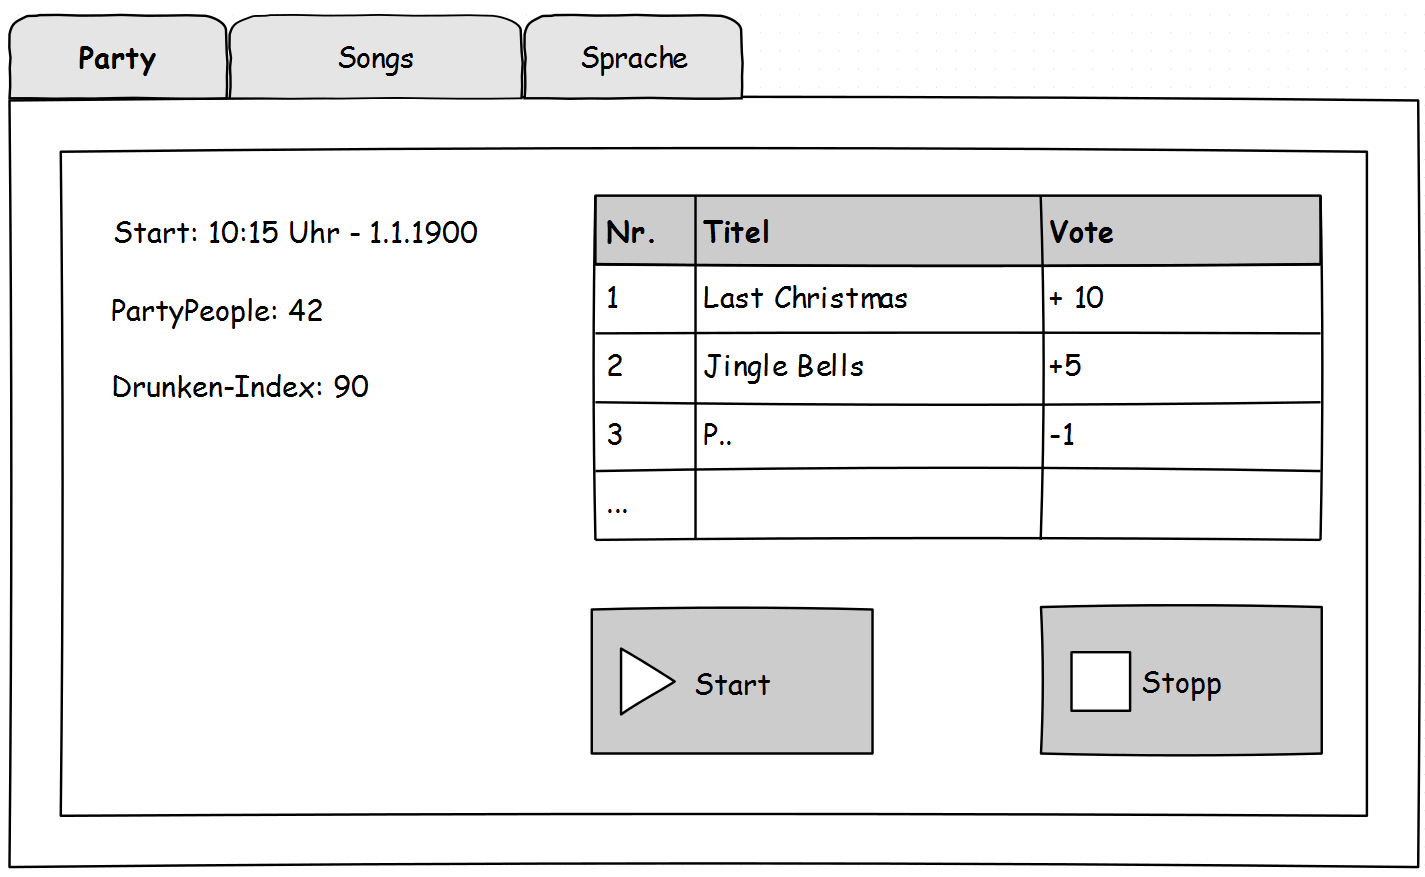 Party Songs Sprache
Start: 10:15 Uhr - 1.1.1900
PartyPeople: 42
Drunken-Index: 90
Nr. Titel Vote
1 Last Christmas + 10
2 Jingle Bells +5
3 P.. -1
...
Start
Stopp